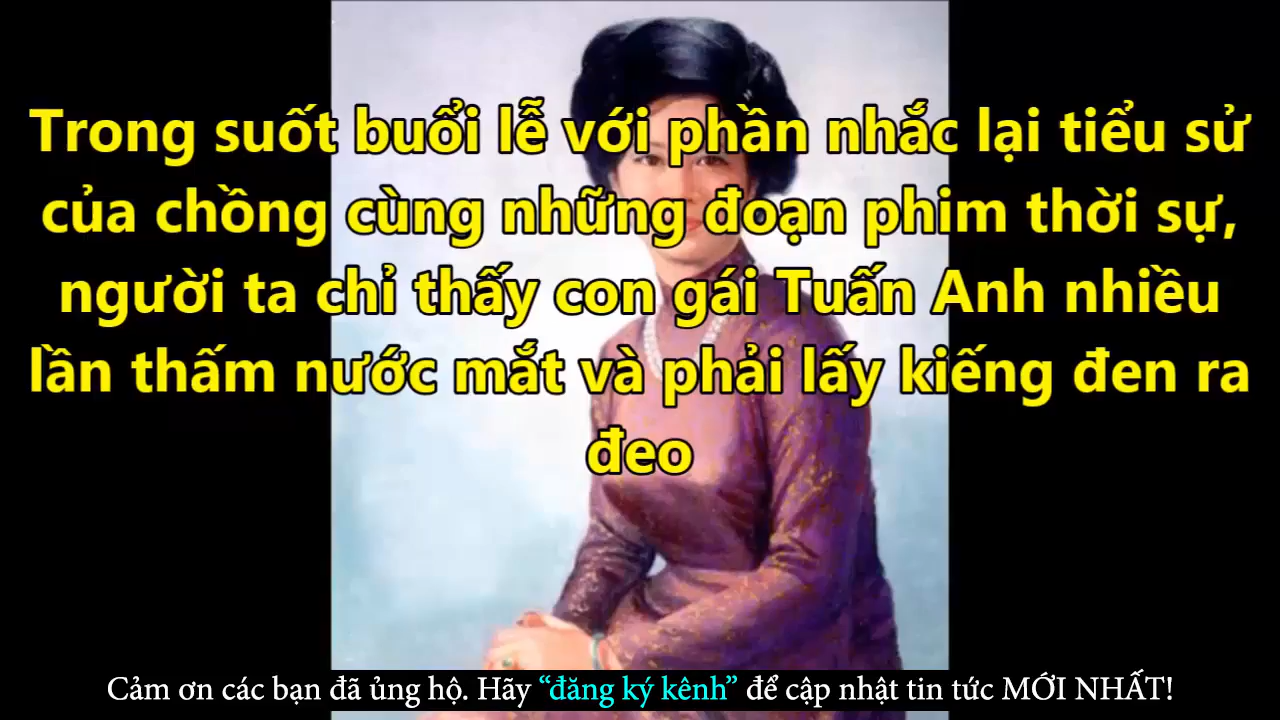 Trong suốt buổi lễ với phần nhắc lại tiểu sử
của chồng cùng những đoạn phim thời sự,
người ta chỉ thấy con gái Tuấn Anh nhiều
lần thấm nước mắt và phải lấy kiếng đen ra
đeo
Cảm ơn các bạn đã ủng hộ. Hãy “đăng ký kênh” để cập nhật tin tức MỚI NHẤT!